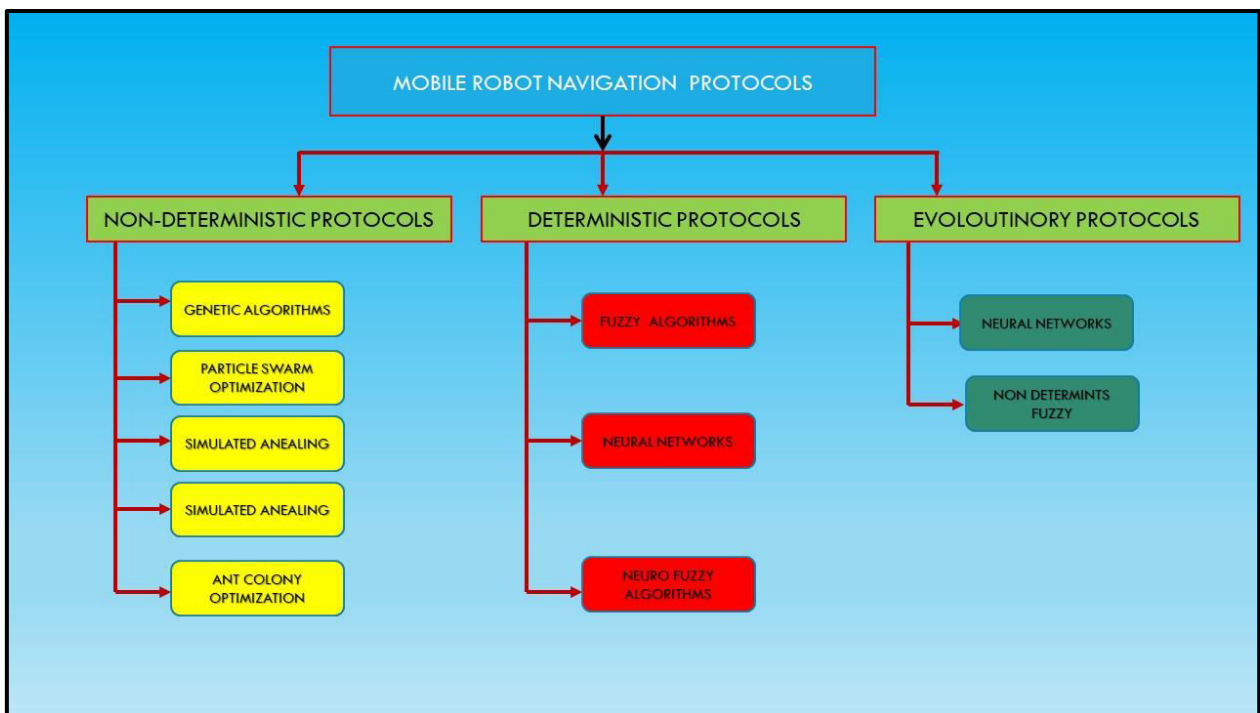 MOBILE ROBOT NAVIGATION PROTOCOLS
NON-DETERMINISTIC PROTOCOLS
GENETIC ALGORITHMS
PARTICLE SWARM
OPTIMIZATION
SIMULATED ANEALING
SIMULATED ANEALING
ANT COLONY
OPTIMIZATION
DETERMINISTIC PROTOCOLS
FUZZY ALGORITHMS
NEURAL NETWORKS
NEURO FUZZY
ALGORITHMS
EVOLOUTINORY PROTOCOLS
NEURAL NETWORKS
NON DETERMINTS
FUZZY